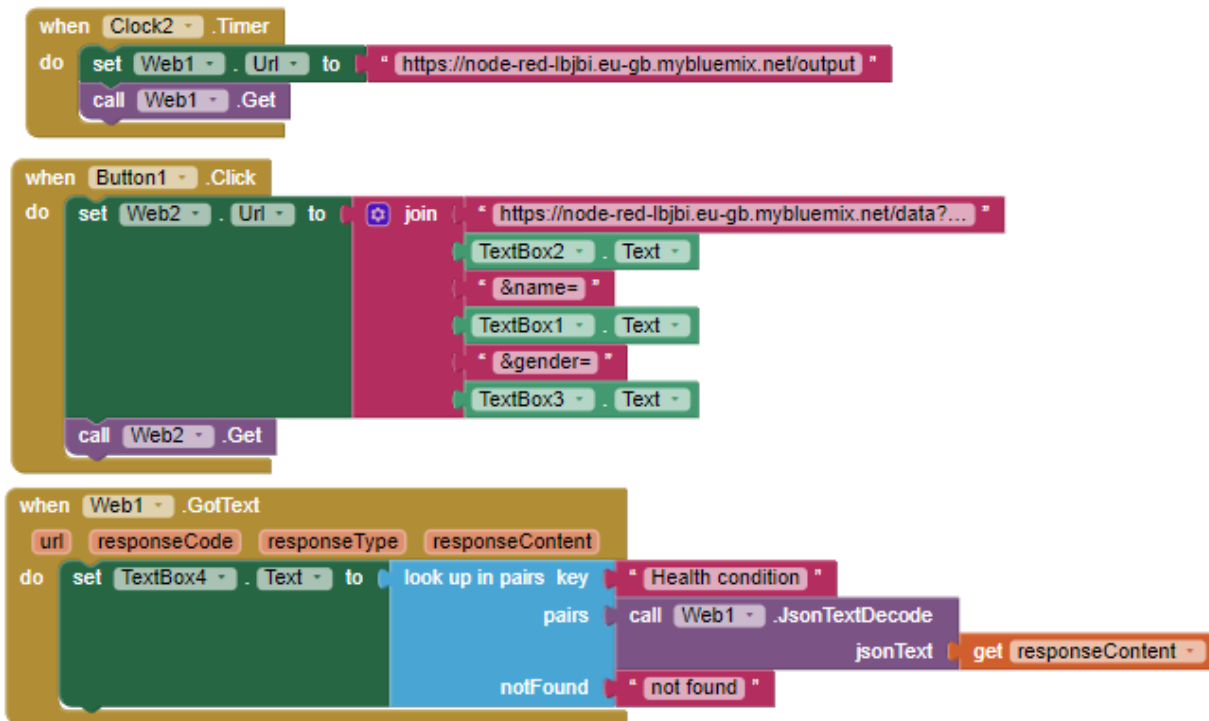 when Clock2 .Timer
do set Web1 . Url to " https://node-red-lbjbi.eu-gb.mybluemix.net/output "
call Web1 .Get
when Button1 .Click
do set Web2 . Url to join " https://node-red-lbjbi.eu-gb.mybluemix.net/data?... "
TextBox2 . Text
" &name= "
TextBox1 . Text
" &gender= "
TextBox3 . Text
call Web2 .Get
when Web1 .GotText
url responseCode responseType responseContent
do set TextBox4 . Text to look up in pairs key " Health condition "
pairs call Web1 .JsonTextDecode
jsonText get responseContent
notFound " not found "